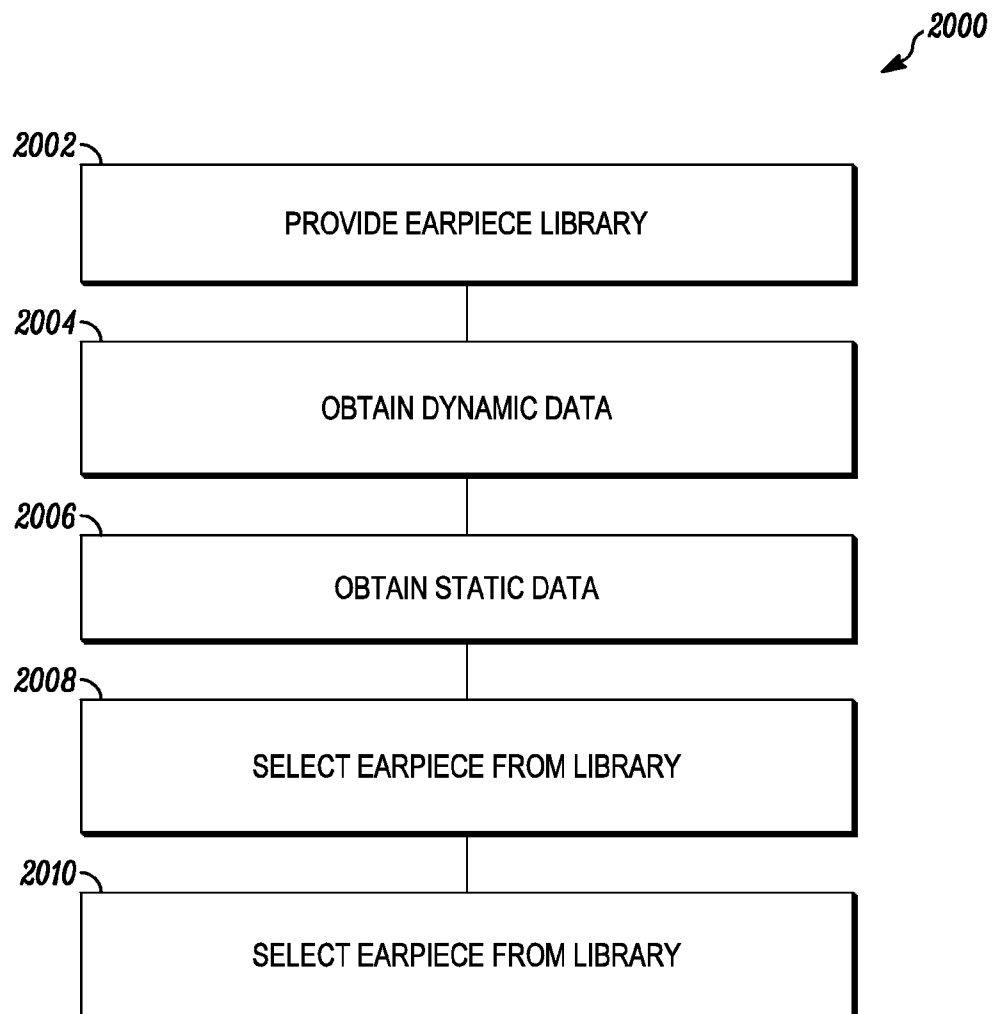 2000
2002
PROVIDE EARPIECE LIBRARY
2004
OBTAIN DYNAMIC DATA
2006
OBTAIN STATIC DATA
2008
SELECT EARPIECE FROM LIBRARY
2010
SELECT EARPIECE FROM LIBRARY